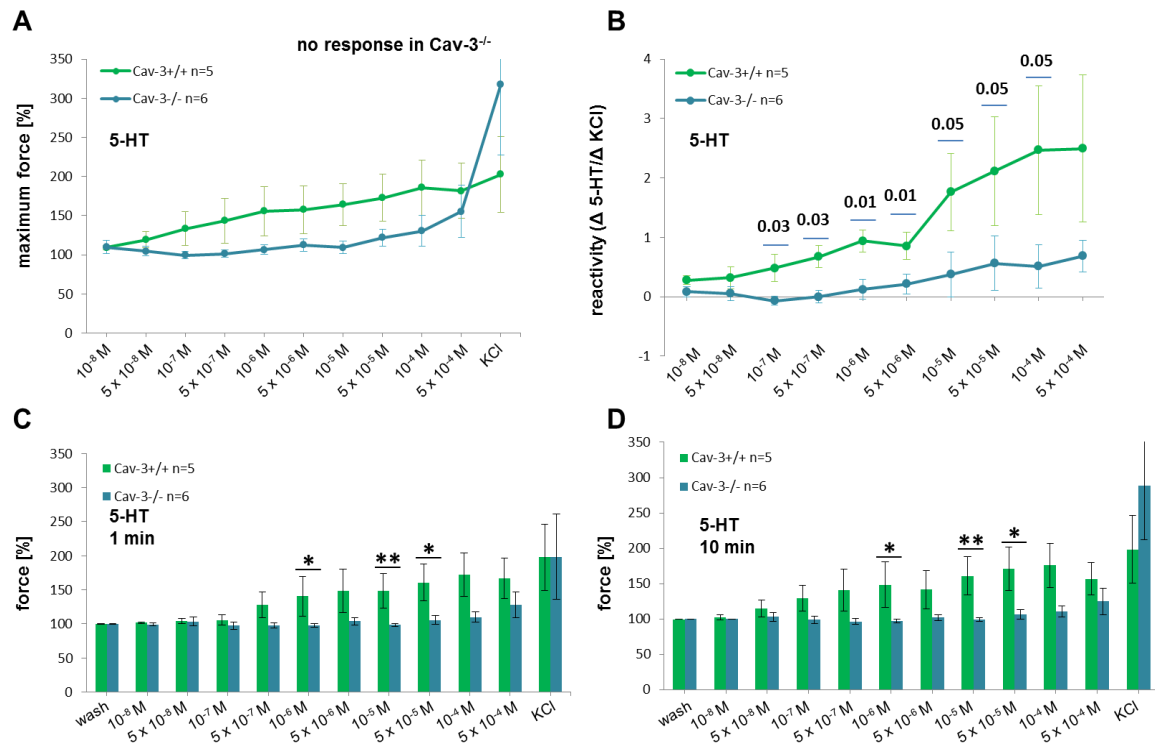 A
no response in Cav-3-/-
maximum force [%]
350
300
250
200
150
100
50
0
Cav-3+/+ n=5
Cav-3-/- n=6
5-HT
10-8 M
5 x 10-8 M
10-7 M
5 x 10-7 M
10-6 M
5 x 10-6 M
10-5 M
5 x 10-5 M
10-4 M
5 x 10-4 M
KCl
B
reactivity (Δ 5-HT/Δ KCl)
4
3
2
1
0
-1
Cav-3+/+ n=5
Cav-3-/- n=6
5-HT
0.03
0.03
0.01
0.01
0.05
0.05
0.05
10-8 M
5 x 10-8 M
10-7 M
5 x 10-7 M
10-6 M
5 x 10-6 M
10-5 M
5 x 10-5 M
10-4 M
5 x 10-4 M
C
force [%]
350
300
250
200
150
100
50
0
Cav-3+/+ n=5
Cav-3-/- n=6
5-HT
1 min
*
**
*
wash
10-8 M
5 x 10-8 M
10-7 M
5 x 10-7 M
10-6 M
5 x 10-6 M
10-5 M
5 x 10-5 M
10-4 M
5 x 10-4 M
KCl
D
force [%]
350
300
250
200
150
100
50
0
Cav-3+/+ n=5
Cav-3-/- n=6
5-HT
10 min
*
**
*
wash
10-8 M
5 x 10-8 M
10-7 M
5 x 10-7 M
10-6 M
5 x 10-6 M
10-5 M
5 x 10-5 M
10-4 M
5 x 10-4 M
KCl